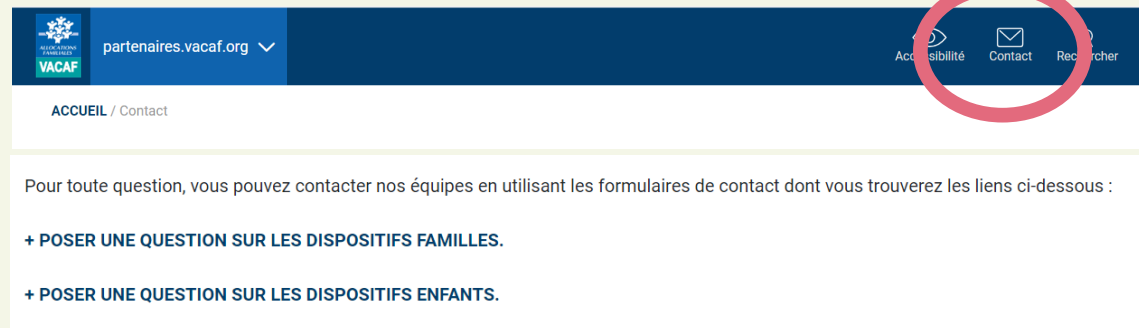 ALLOCATIONS
FAMILIALES
VACAF
partenaires.vacaf.org
Accessibilité
Contact
Rechercher
ACCUEIL / Contact
Pour toute question, vous pouvez contacter nos équipes en utilisant les formulaires de contact dont vous trouverez les liens ci-dessous :
+ POSER UNE QUESTION SUR LES DISPOSITIFS FAMILLES.
+ POSER UNE QUESTION SUR LES DISPOSITIFS ENFANTS.